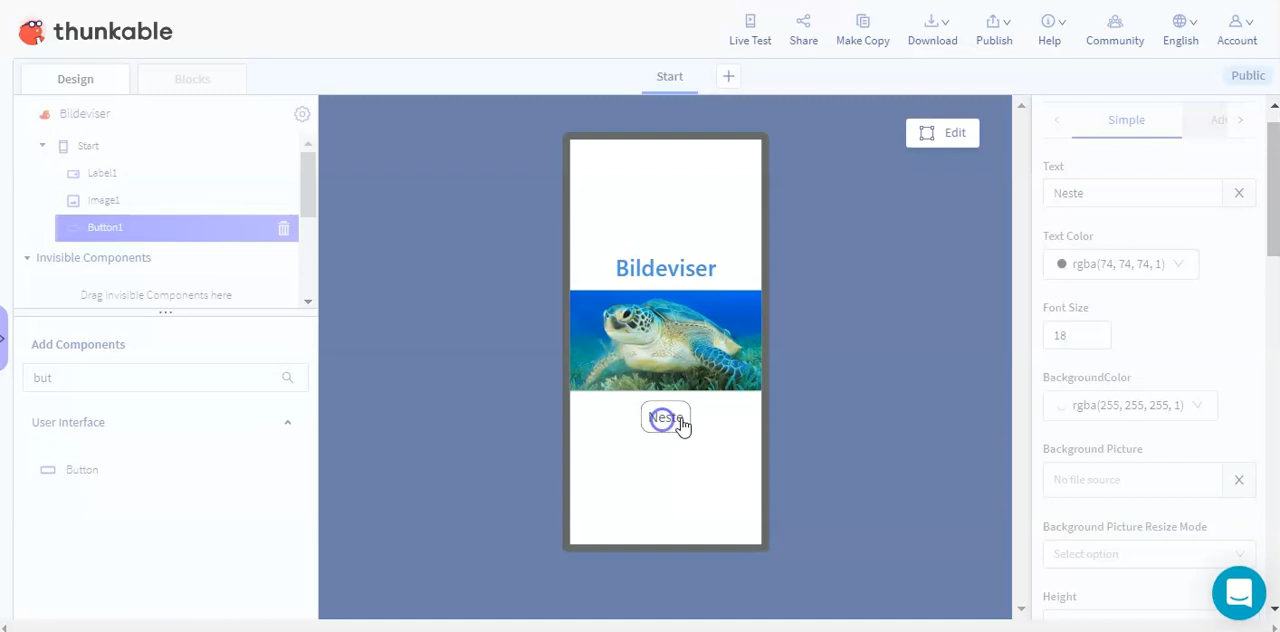 thunkable
Live Test
Share
Make Copy
Download
Publish
Help
Community
English
Account
Design
Blocks
Start
Public
Bildeviser
Start
Label1
Image1
Button1
Invisible Components
Drag Invisible Components here
Add Components
but
User Interface
Button
Edit
Bildeviser
Neste
Simple
Adv
Text
Neste
Text Color
rgba(74, 74, 74, 1)
Font Size
18
BackgroundColor
rgba(255, 255, 255, 1)
Background Picture
No file source
Background Picture Resize Mode
Select option
Height